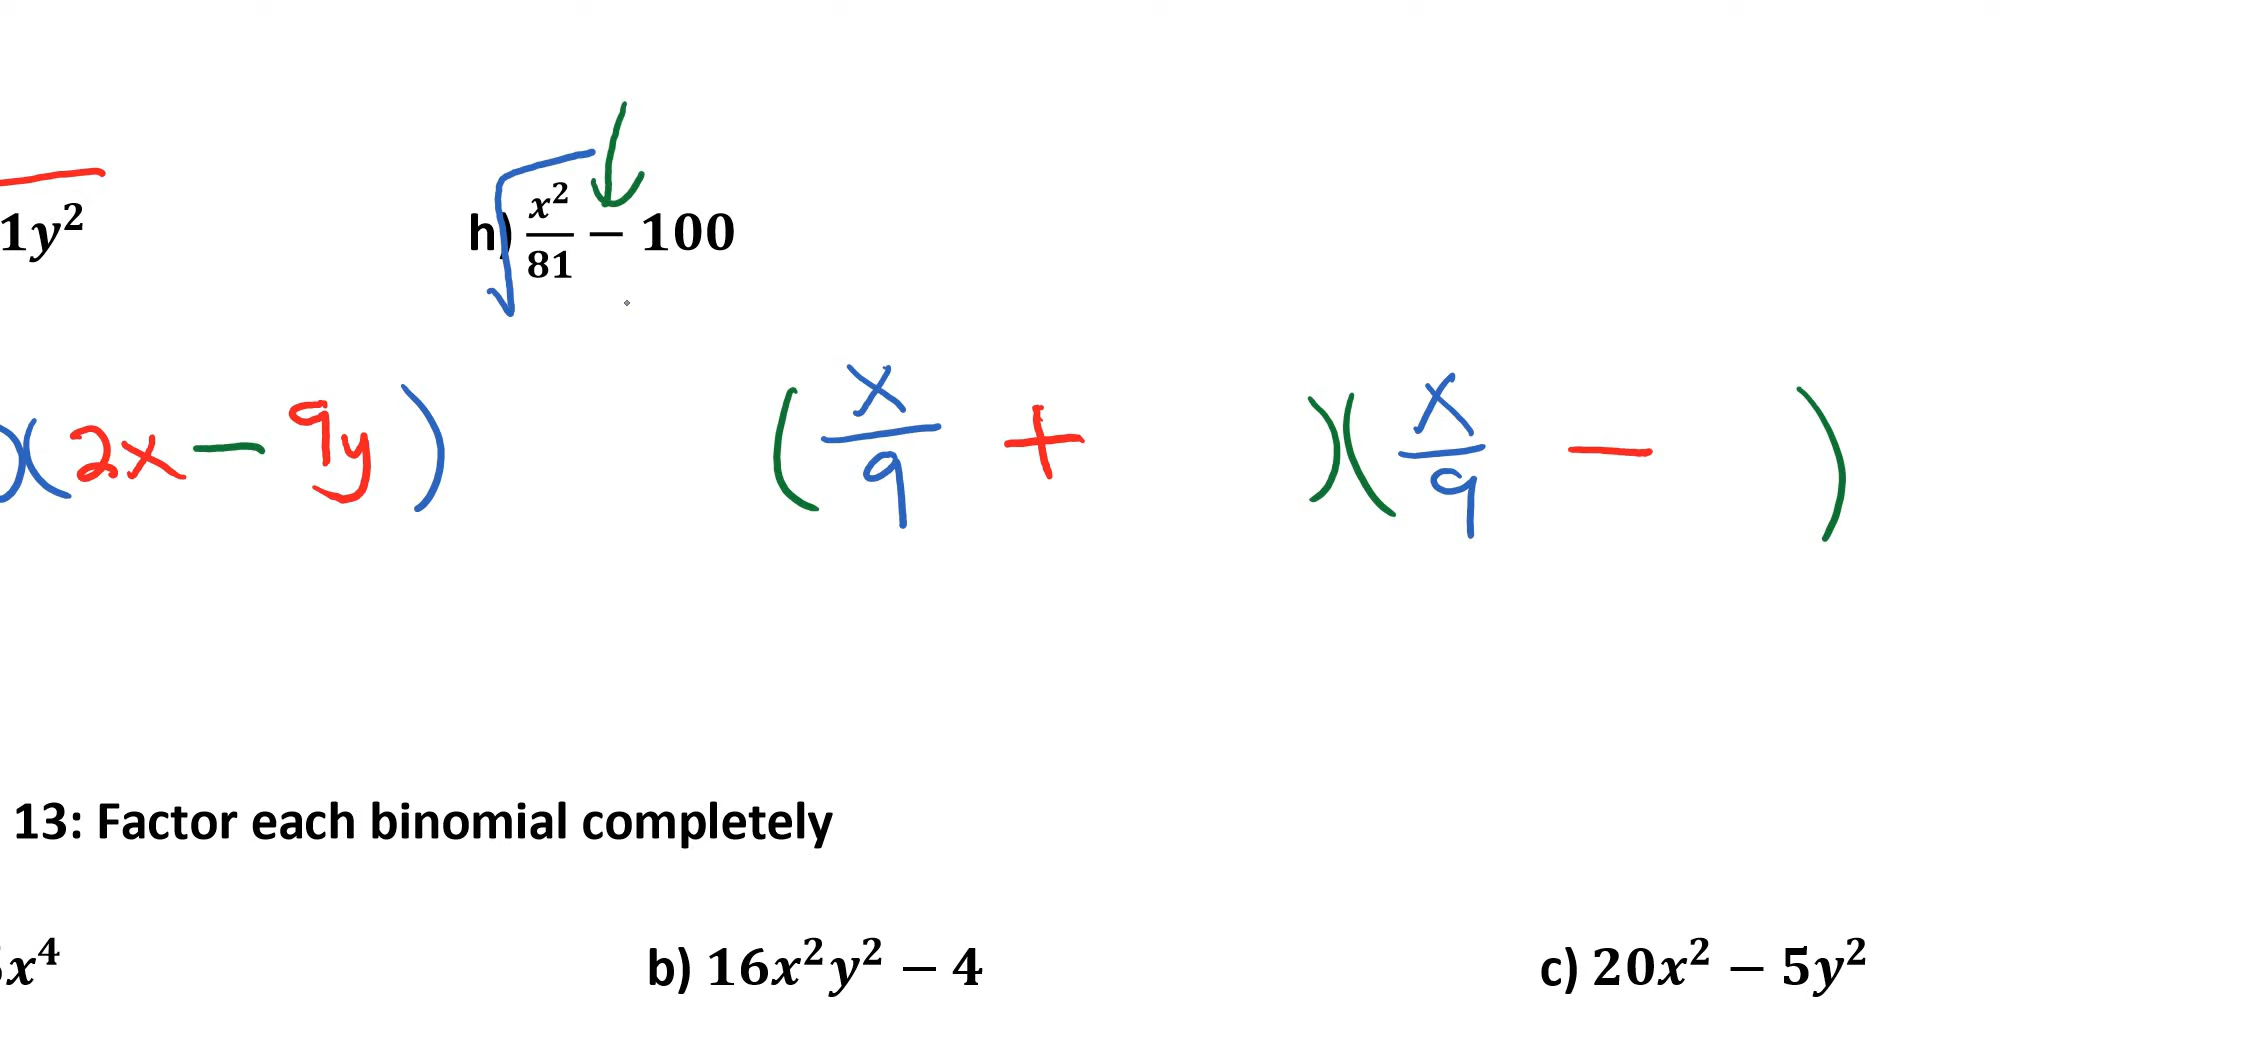 1y² h) x²/81 − 100
)(2x − 9y) (x/9 + )(x/9 − )
13: Factor each binomial completely
x⁴ b) 16x²y² − 4 c) 20x² − 5y²